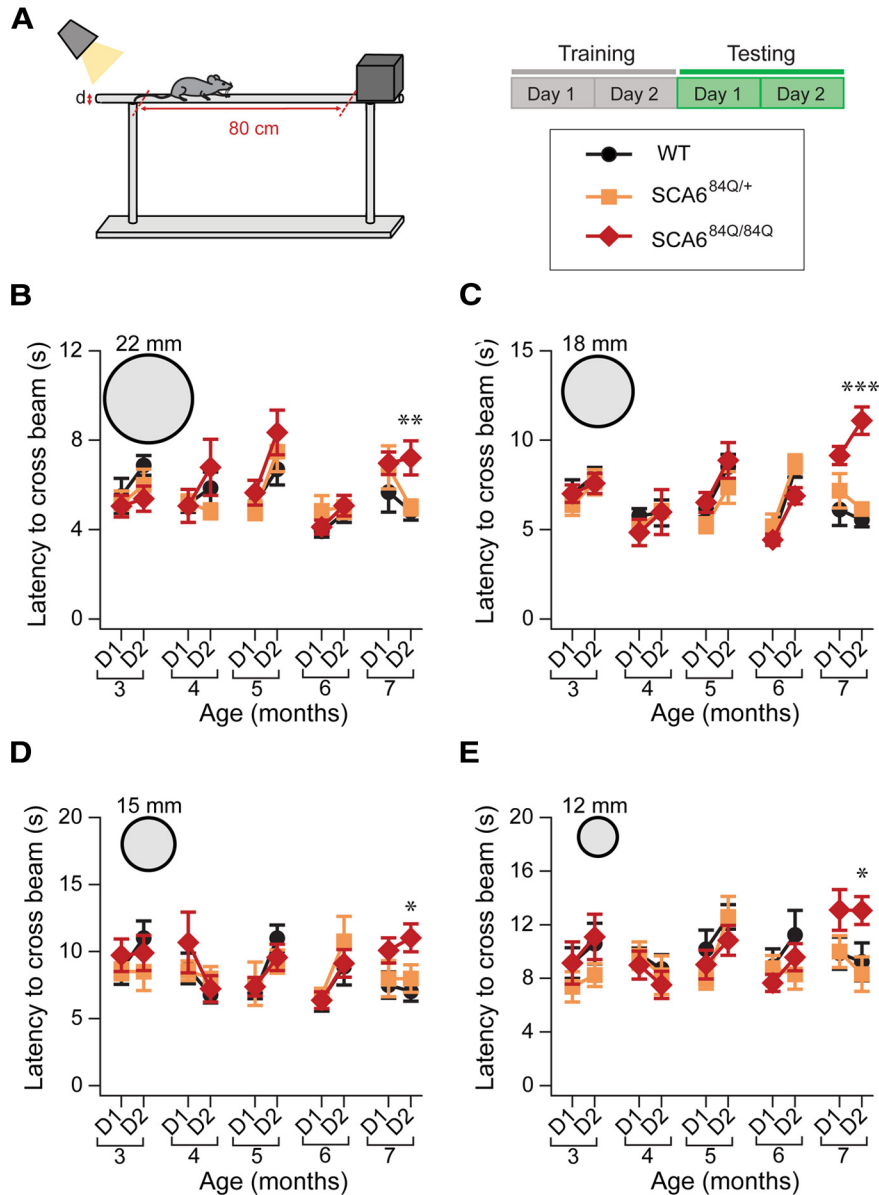 A
d
80 cm
Training Testing
Day 1 Day 2 Day 1 Day 2
WT
SCA6^84Q/+
SCA6^84Q/84Q
B
22 mm
Latency to cross beam (s)
12
8
4
0
**
D1 D2 D1 D2 D1 D2 D1 D2 D1 D2
3 4 5 6 7
Age (months)
C
18 mm
Latency to cross beam (s)
15
10
5
0
***
D1 D2 D1 D2 D1 D2 D1 D2 D1 D2
3 4 5 6 7
Age (months)
D
15 mm
Latency to cross beam (s)
20
15
10
5
0
*
D1 D2 D1 D2 D1 D2 D1 D2 D1 D2
3 4 5 6 7
Age (months)
E
12 mm
Latency to cross beam (s)
20
16
12
8
4
0
*
D1 D2 D1 D2 D1 D2 D1 D2 D1 D2
3 4 5 6 7
Age (months)